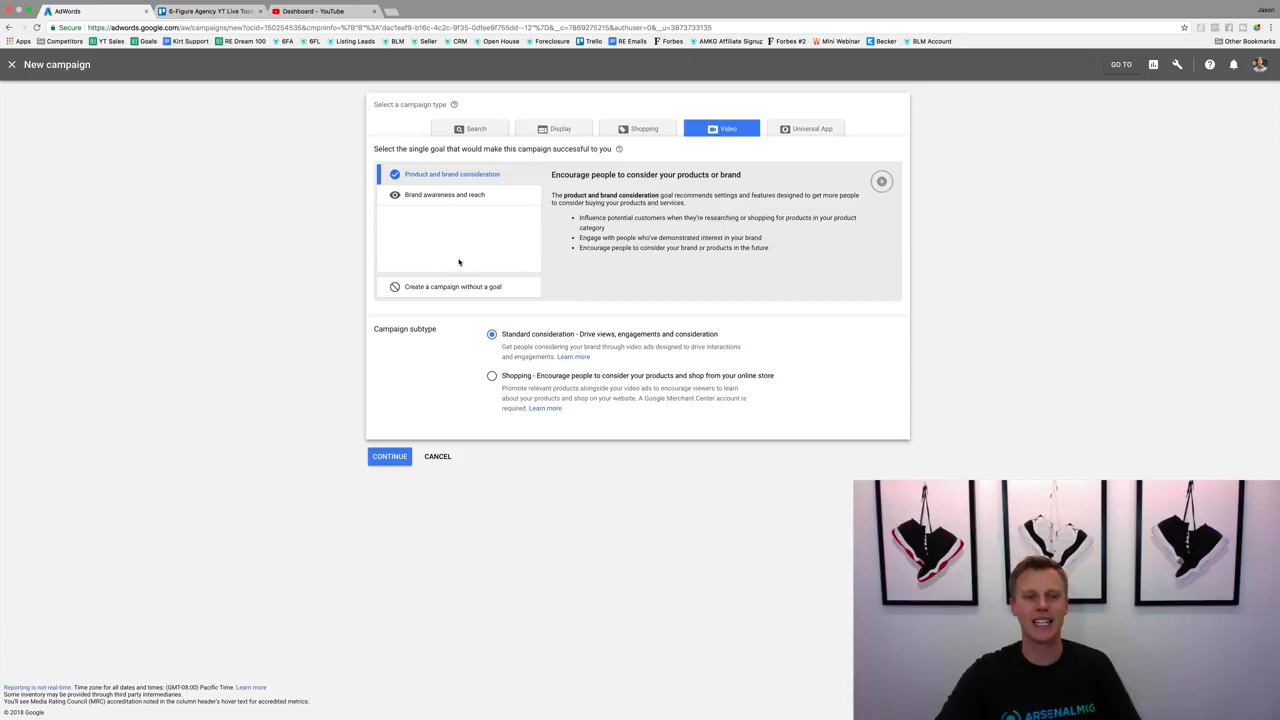 AdWords
6-Figure Agency YT Live Topic
Dashboard - YouTube
Jason
Secure
https://adwords.google.com/aw/campaigns/new?ocid=150254535&cmpnInfo=%7B"8"%3A"dac1eaf9-b16c-4c2c-9f35-0dfee9f755dd--12"%7D&__c=7869275215&authuser=0&__u=3873733135
Apps
Competitors
YT Sales
Goals
Kirt Support
RE Dream 100
6FA
6FL
Listing Leads
BLM
Seller
CRM
Open House
Foreclosure
Trello
RE Emails
Forbes
AMKG Affiliate Signup
Forbes #2
Mini Webinar
Becker
BLM Account
Other Bookmarks
New campaign
GO TO
Select a campaign type
Search
Display
Shopping
Video
Universal App
Select the single goal that would make this campaign successful to you
Product and brand consideration
Brand awareness and reach
Create a campaign without a goal
Encourage people to consider your products or brand
The product and brand consideration goal recommends settings and features designed to get more people
to consider buying your products and services.
Influence potential customers when they're researching or shopping for products in your product
category
Engage with people who've demonstrated interest in your brand
Encourage people to consider your brand or products in the future
Campaign subtype
Standard consideration - Drive views, engagements and consideration
Get people considering your brand through video ads designed to drive interactions
and engagements. Learn more
Shopping - Encourage people to consider your products and shop from your online store
Promote relevant products alongside your video ads to encourage viewers to learn
about your products and shop on your website. A Google Merchant Center account is
required. Learn more
CONTINUE
CANCEL
Reporting is not real-time. Time zone for all dates and times: (GMT-08:00) Pacific Time. Learn more
Some inventory may be provided through third party intermediaries.
You'll see Media Rating Council (MRC) accreditation noted in the column header's hover text for accredited metrics.
© 2018 Google
ARSENALMKG